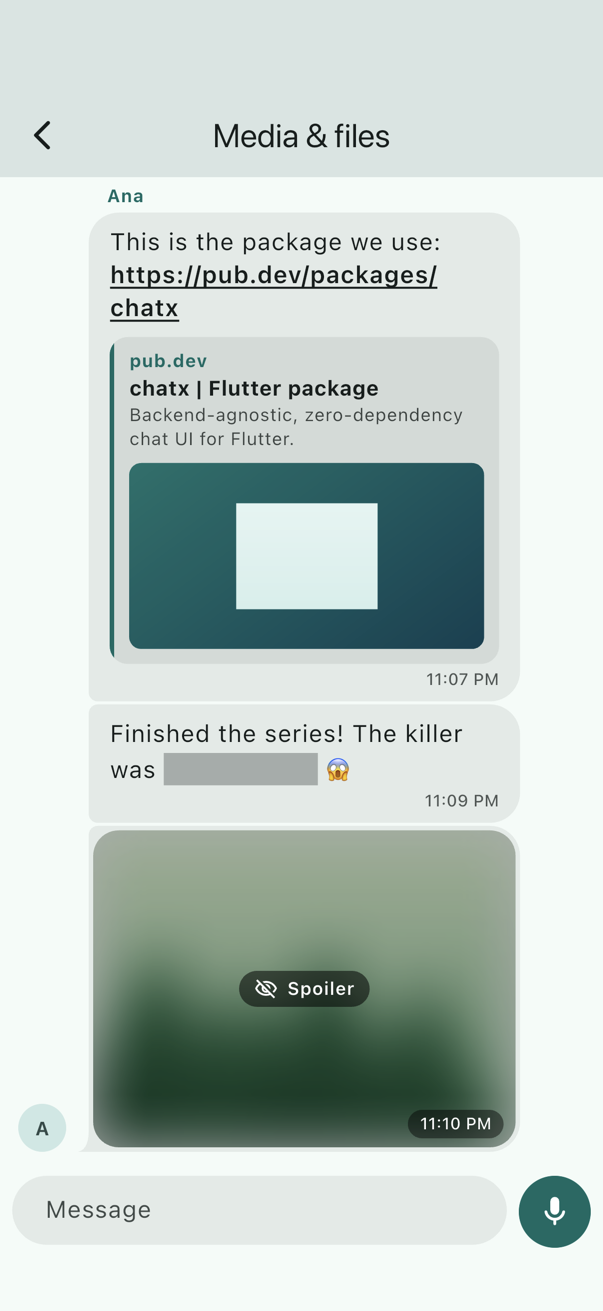 Media & files
Ana
This is the package we use:
https://pub.dev/packages/
chatx
pub.dev
chatx | Flutter package
Backend-agnostic, zero-dependency
chat UI for Flutter.
11:07 PM
Finished the series! The killer
was 😱
11:09 PM
Spoiler
11:10 PM
A
Message